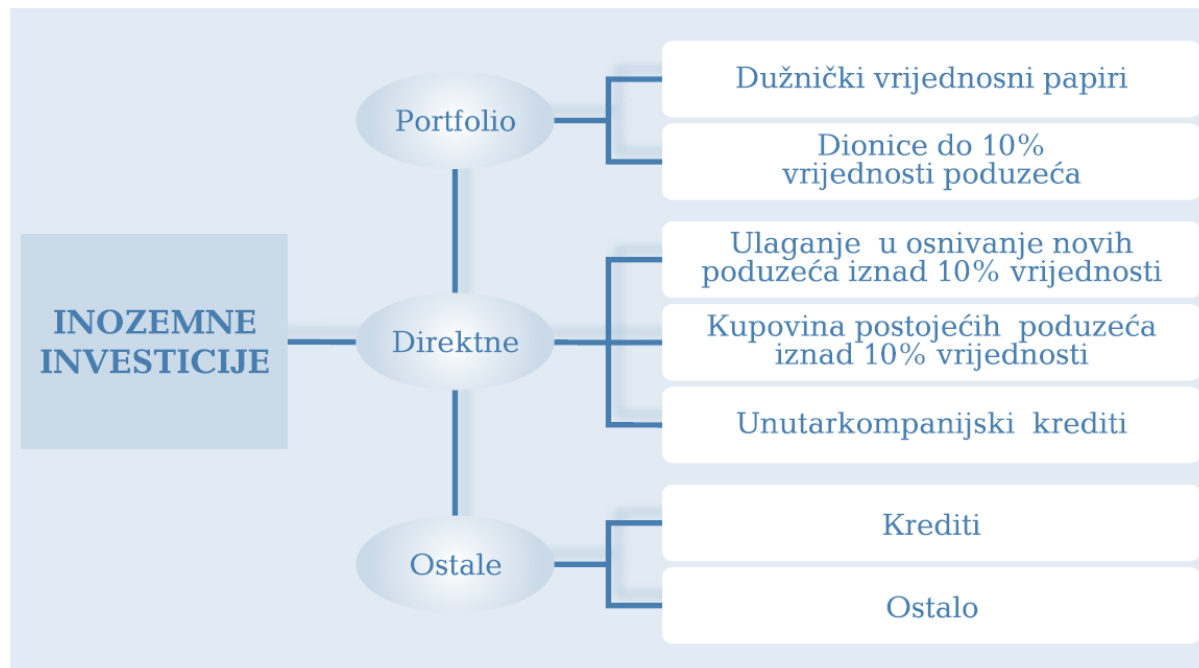 INOZEMNE
INVESTICIJE
Portfolio
Dužnički vrijednosni papiri
Dionice do 10%
vrijednosti poduzeća
Direktne
Ulaganje u osnivanje novih
poduzeća iznad 10% vrijednosti
Kupovina postojećih poduzeća
iznad 10% vrijednosti
Unutarkompanijski krediti
Ostale
Krediti
Ostalo